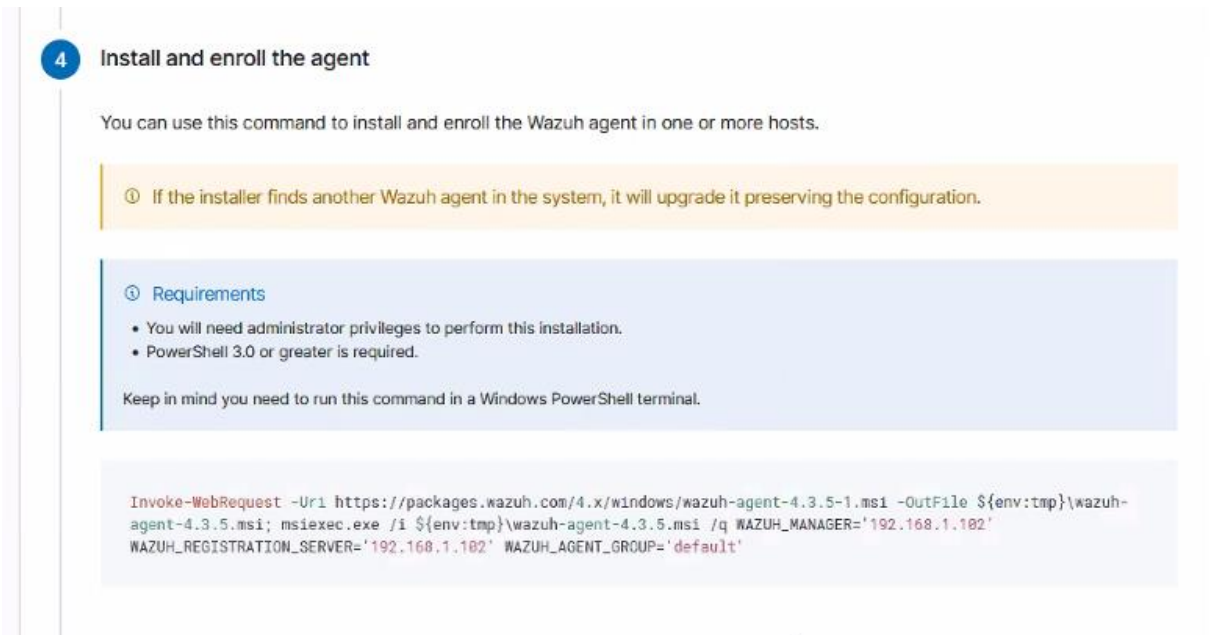 4
Install and enroll the agent
You can use this command to install and enroll the Wazuh agent in one or more hosts.
If the installer finds another Wazuh agent in the system, it will upgrade it preserving the configuration.
Requirements
• You will need administrator privileges to perform this installation.
• PowerShell 3.0 or greater is required.
Keep in mind you need to run this command in a Windows PowerShell terminal.
Invoke-WebRequest -Uri https://packages.wazuh.com/4.x/windows/wazuh-agent-4.3.5-1.msi -OutFile ${env:tmp}\wazuh-
agent-4.3.5.msi; msiexec.exe /i ${env:tmp}\wazuh-agent-4.3.5.msi /q WAZUH_MANAGER='192.168.1.102'
WAZUH_REGISTRATION_SERVER='192.168.1.102' WAZUH_AGENT_GROUP='default'